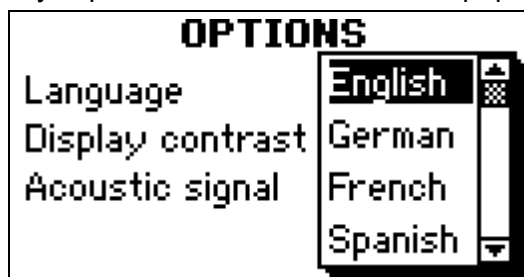 OPTIONS
Language
Display contrast
Acoustic signal
English
German
French
Spanish